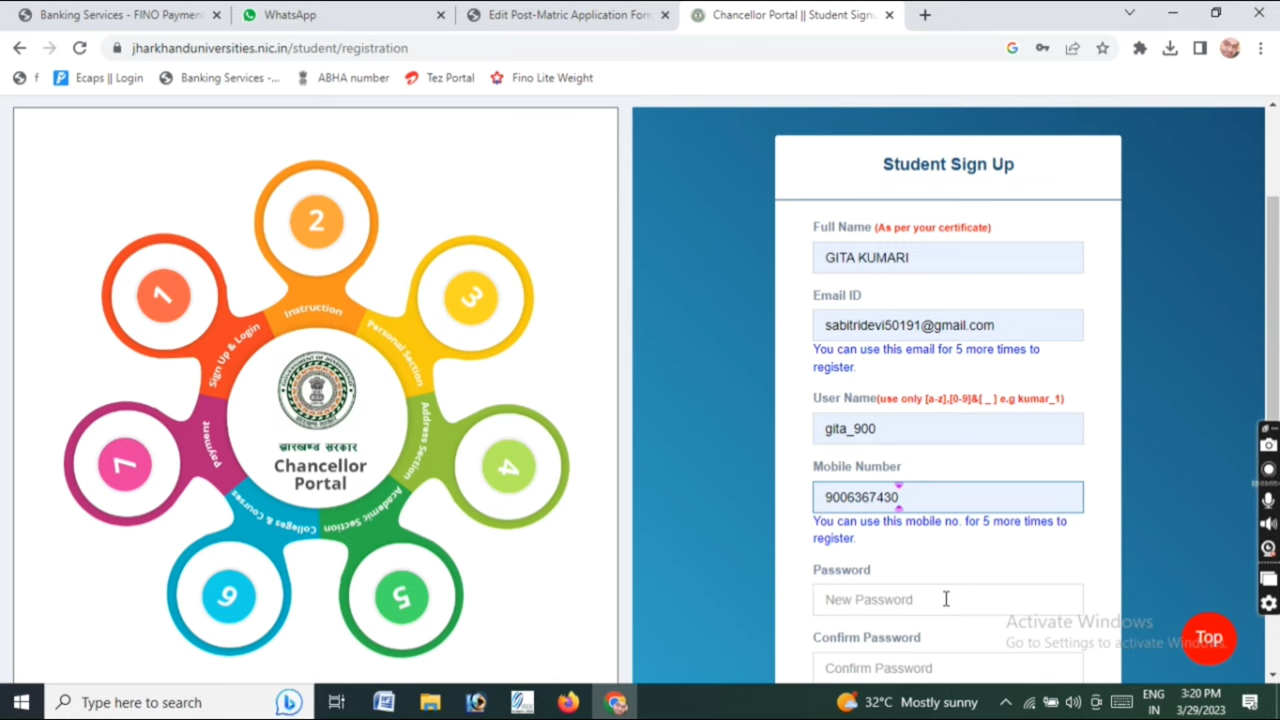 Banking Services - FINO Paymen
WhatsApp
Edit Post-Matric Application Form
Chancellor Portal || Student Sign
jharkhanduniversities.nic.in/student/registration
f
Ecaps || Login
Banking Services -...
ABHA number
Tez Portal
Fino Lite Weight
1
Sign Up & Login
2
Instruction
3
Personal Section
4
Address Section
5
Academic Section
6
Colleges & Courses
7
Payment
झारखण्ड सरकार
Chancellor
Portal
Student Sign Up
Full Name (As per your certificate)
GITA KUMARI
Email ID
sabitridevi50191@gmail.com
You can use this email for 5 more times to
register.
User Name(use only [a-z],[0-9]&[ _ ] e.g kumar_1)
gita_900
Mobile Number
9006367430
You can use this mobile no. for 5 more times to
register.
Password
New Password
Confirm Password
Confirm Password
Activate Windows
Go to Settings to activate Windows.
Top
Type here to search
32°C Mostly sunny
ENG
IN
3:20 PM
3/29/2023